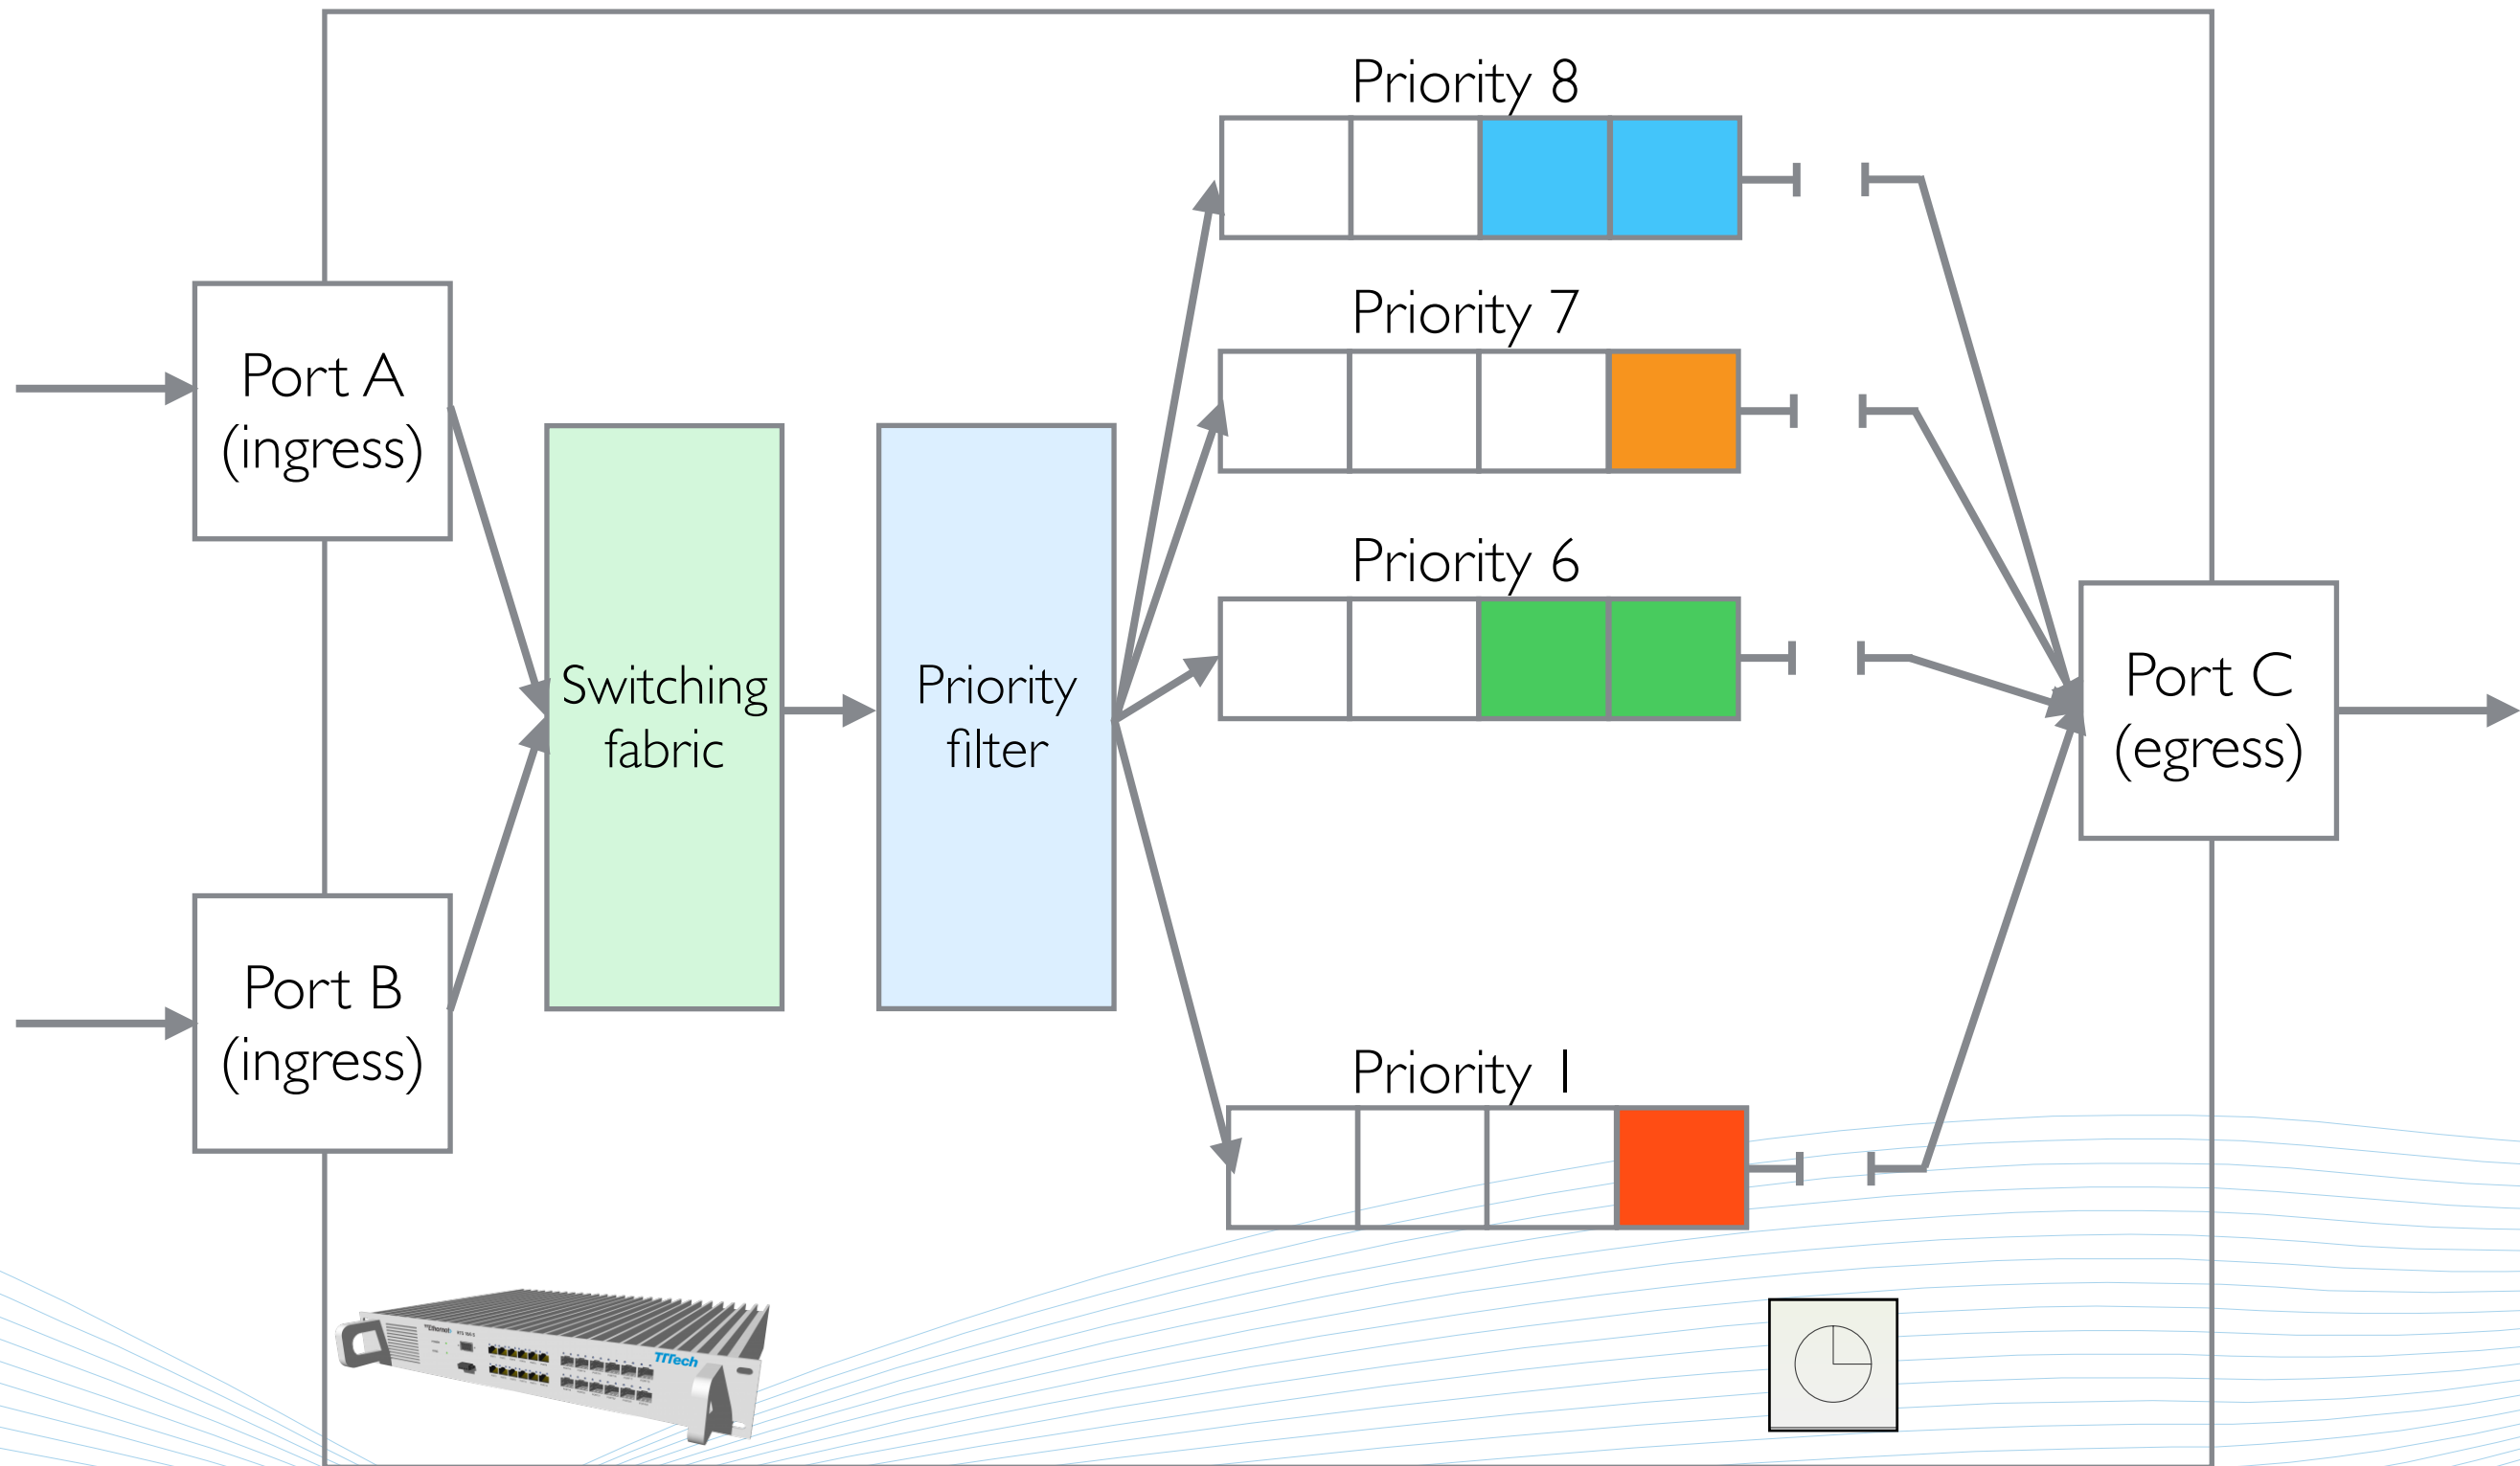 Priority 8
Priority 7
Port A
(ingress)
Priority 6
Switching
fabric
Priority
filter
Port C
(egress)
Port B
(ingress)
Priority 1
TTTech